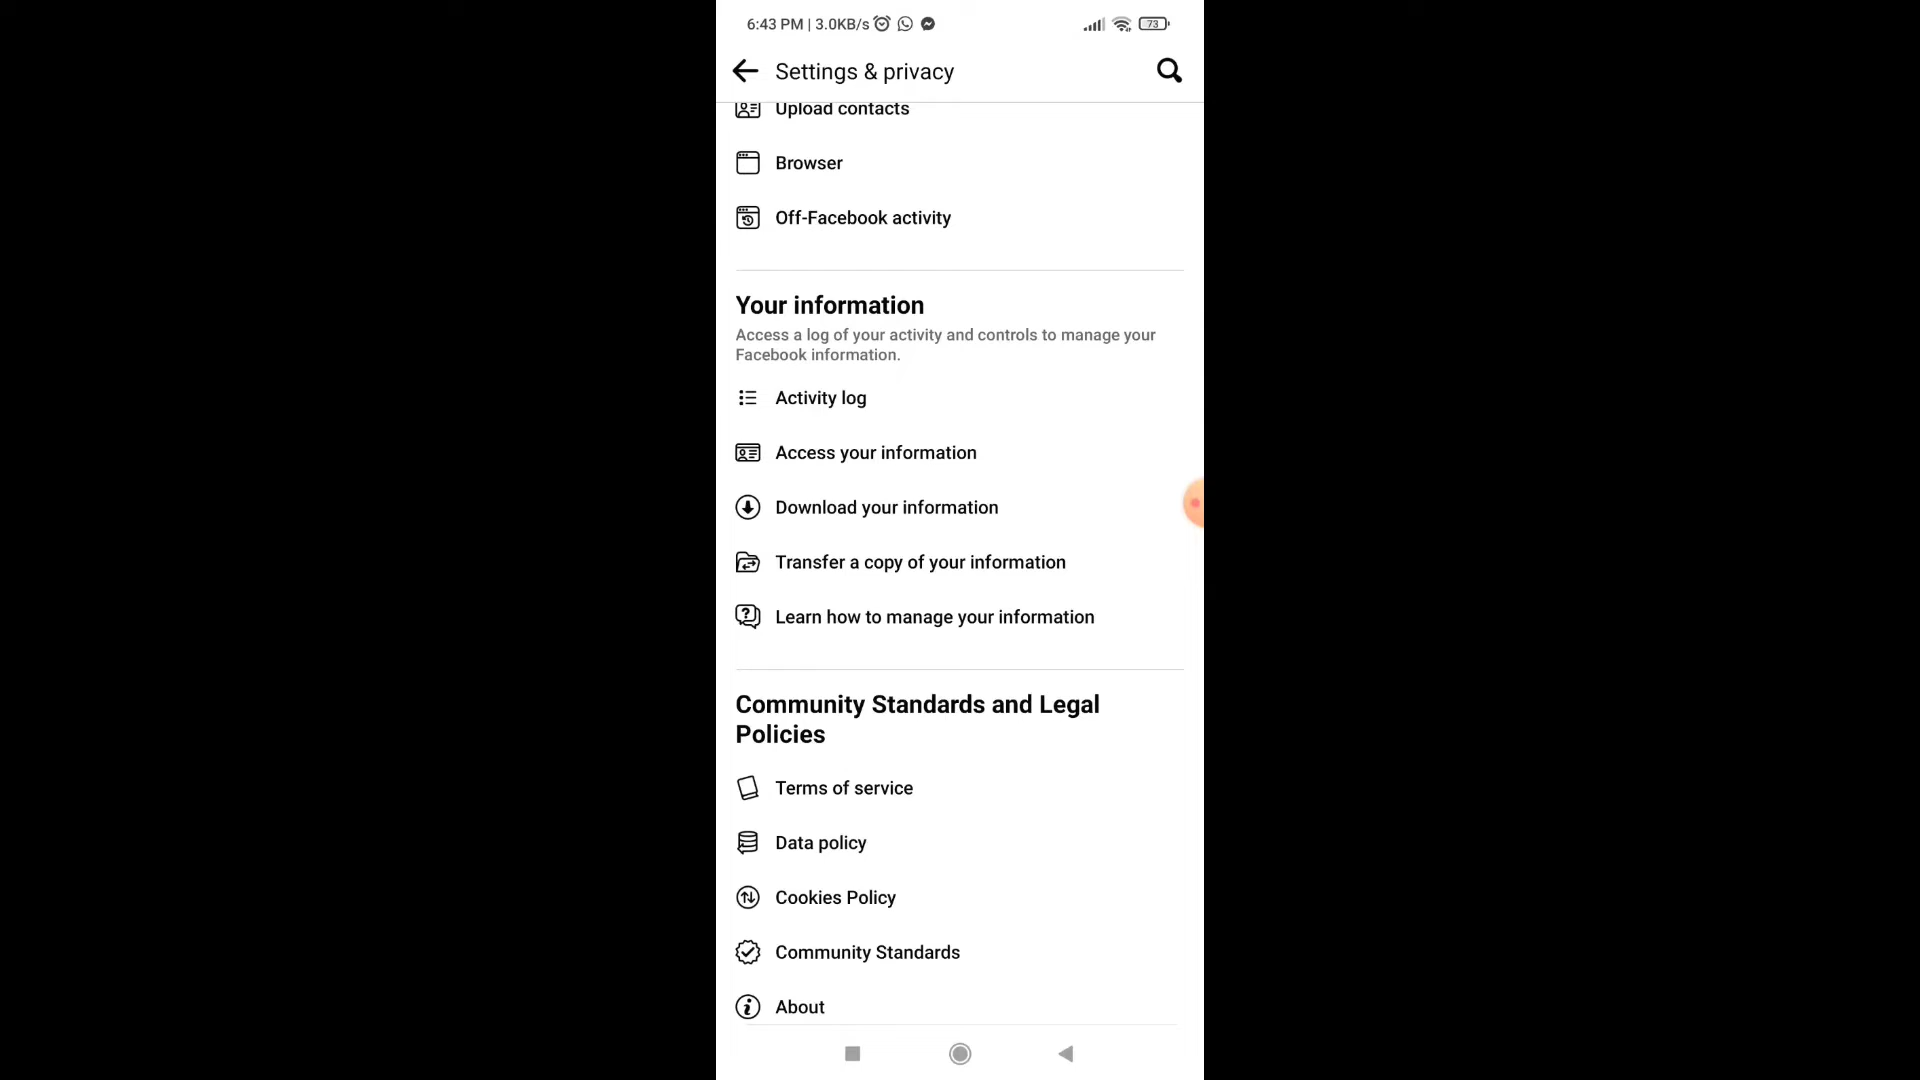 6:43 PM | 3.0KB/s
73
Settings & privacy
Upload contacts
Browser
Off-Facebook activity
Your information
Access a log of your activity and controls to manage your
Facebook information.
Activity log
Access your information
Download your information
Transfer a copy of your information
Learn how to manage your information
Community Standards and Legal
Policies
Terms of service
Data policy
Cookies Policy
Community Standards
About